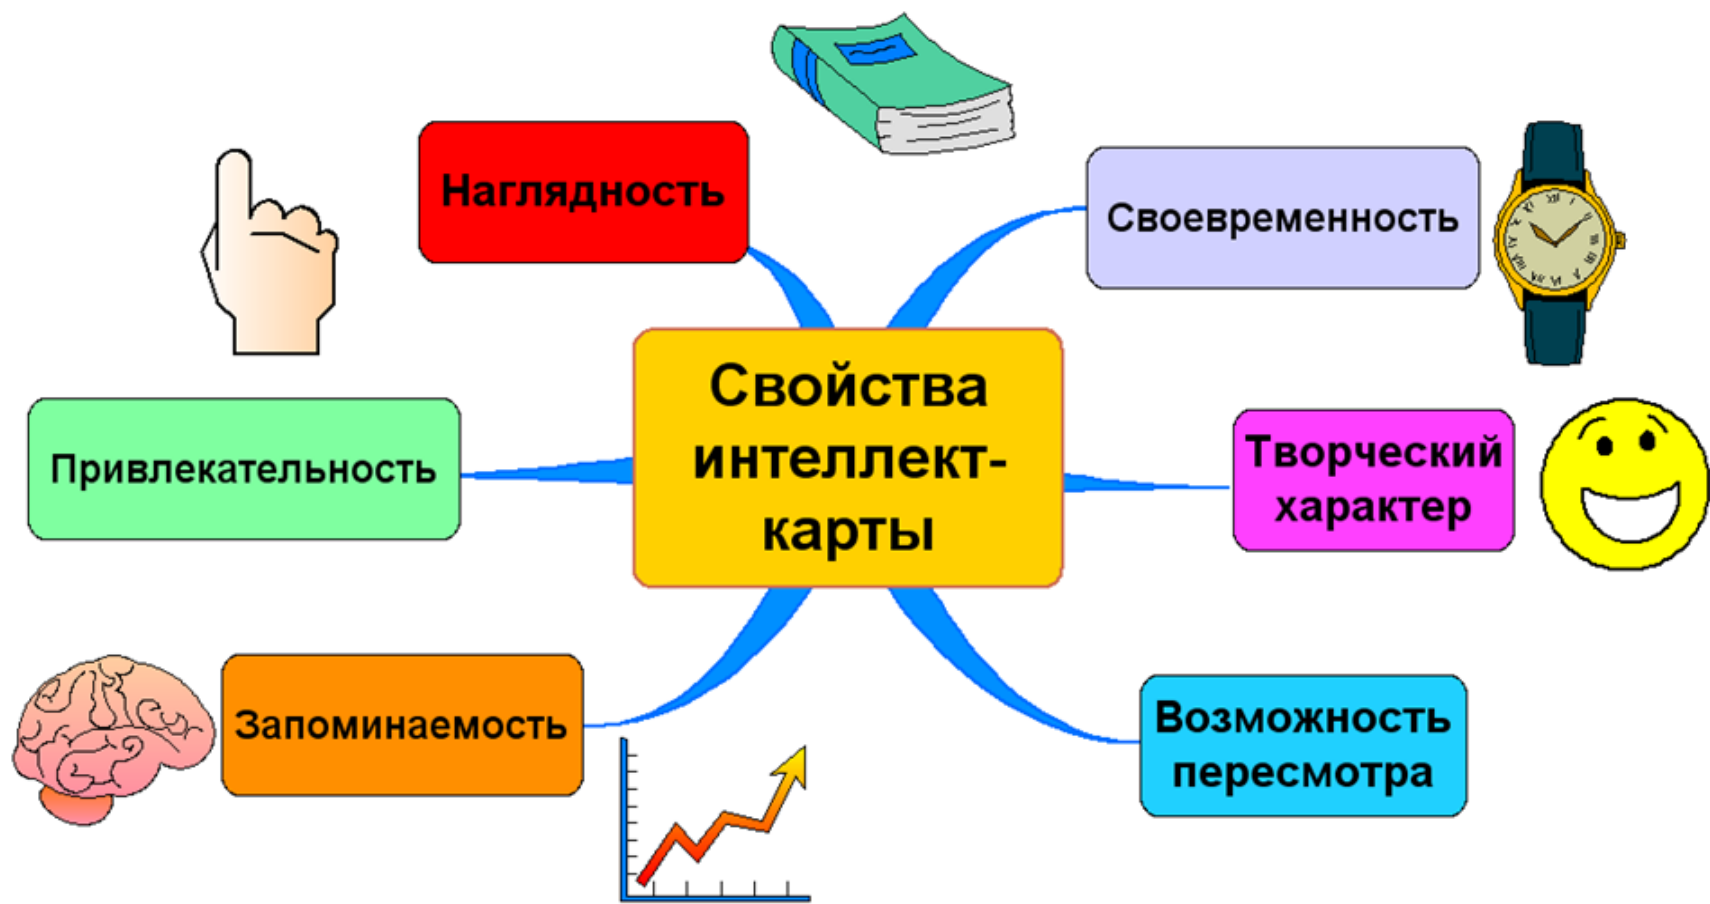 Наглядность
Своевременность
Свойства
интеллект-
карты
Привлекательность
Творческий
характер
Запоминаемость
Возможность
пересмотра